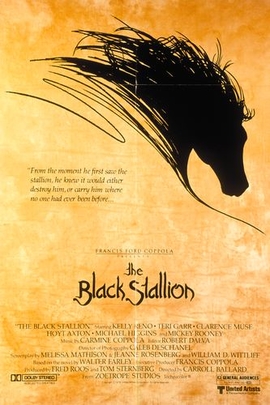 "From the moment he first saw the
stallion, he knew it would either
destroy him, or carry him where
no one had ever been before..."
FRANCIS FORD COPPOLA
PRESENTS
the
Black Stallion
"THE BLACK STALLION" Starring KELLY RENO • TERI GARR • CLARENCE MUSE
HOYT AXTON • MICHAEL HIGGINS and MICKEY ROONEY
Music by CARMINE COPPOLA Editor ROBERT DALVA
Director of Photography CALEB DESCHANEL
Screenplay by MELISSA MATHISON & JEANNE ROSENBERG and WILLIAM D. WITTLIFF
Based on the novel by WALTER FARLEY Executive Producer FRANCIS COPPOLA
Produced by FRED ROOS and TOM STERNBERG Directed by CARROLL BALLARD
From ZOETROPE STUDIOS
DOLBY STEREO
G GENERAL AUDIENCES
United Artists